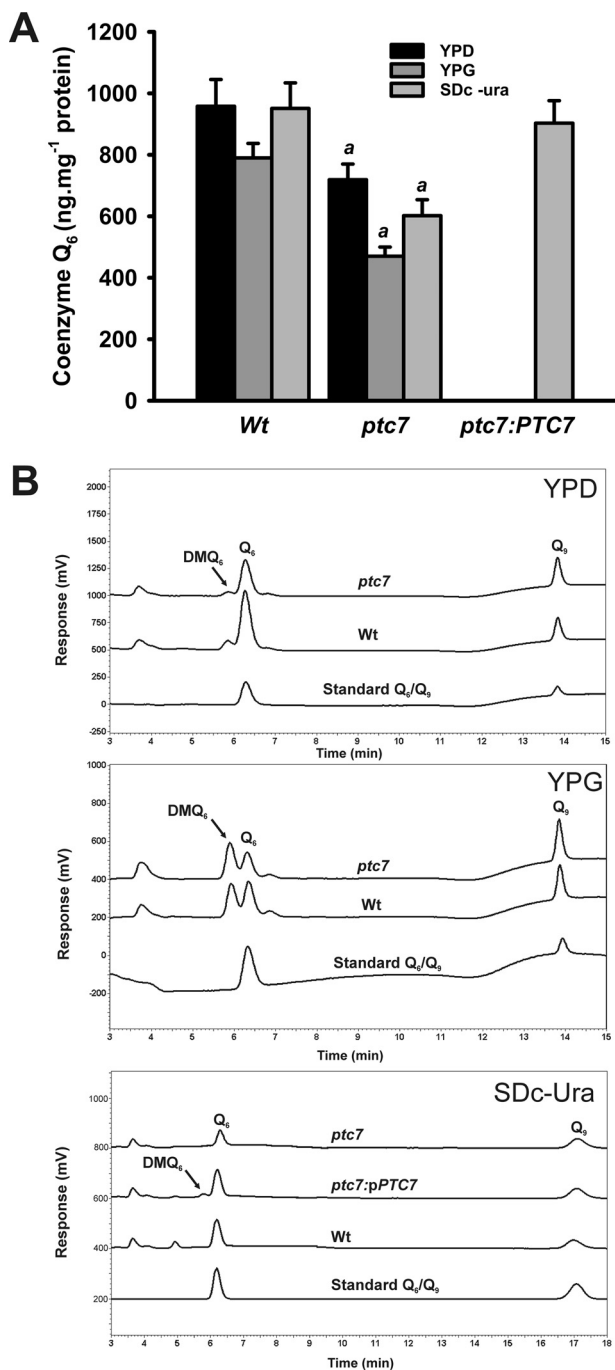 A
Coenzyme Q6 (ng.mg-1 protein)
1200
1000
800
600
400
200
0
YPD
YPG
SDc -ura
a
a
a
Wt
ptc7
ptc7:PTC7
B
YPD
Response (mV)
2000
1750
1500
1250
1000
750
500
250
0
-250
DMQ6
Q6
Q9
ptc7
Wt
Standard Q6/Q9
3 4 5 6 7 8 9 10 11 12 13 14 15
Time (min)
YPG
Response (mV)
1000
800
600
400
200
0
-200
DMQ6
Q6
Q9
ptc7
Wt
Standard Q6/Q9
3 4 5 6 7 8 9 10 11 12 13 14 15
Time (min)
SDc-Ura
Response (mV)
1000
800
600
400
200
Q6
Q9
ptc7
DMQ6
ptc7:pPTC7
Wt
Standard Q6/Q9
3 4 5 6 7 8 9 10 11 12 13 14 15 16 17 18
Time (min)